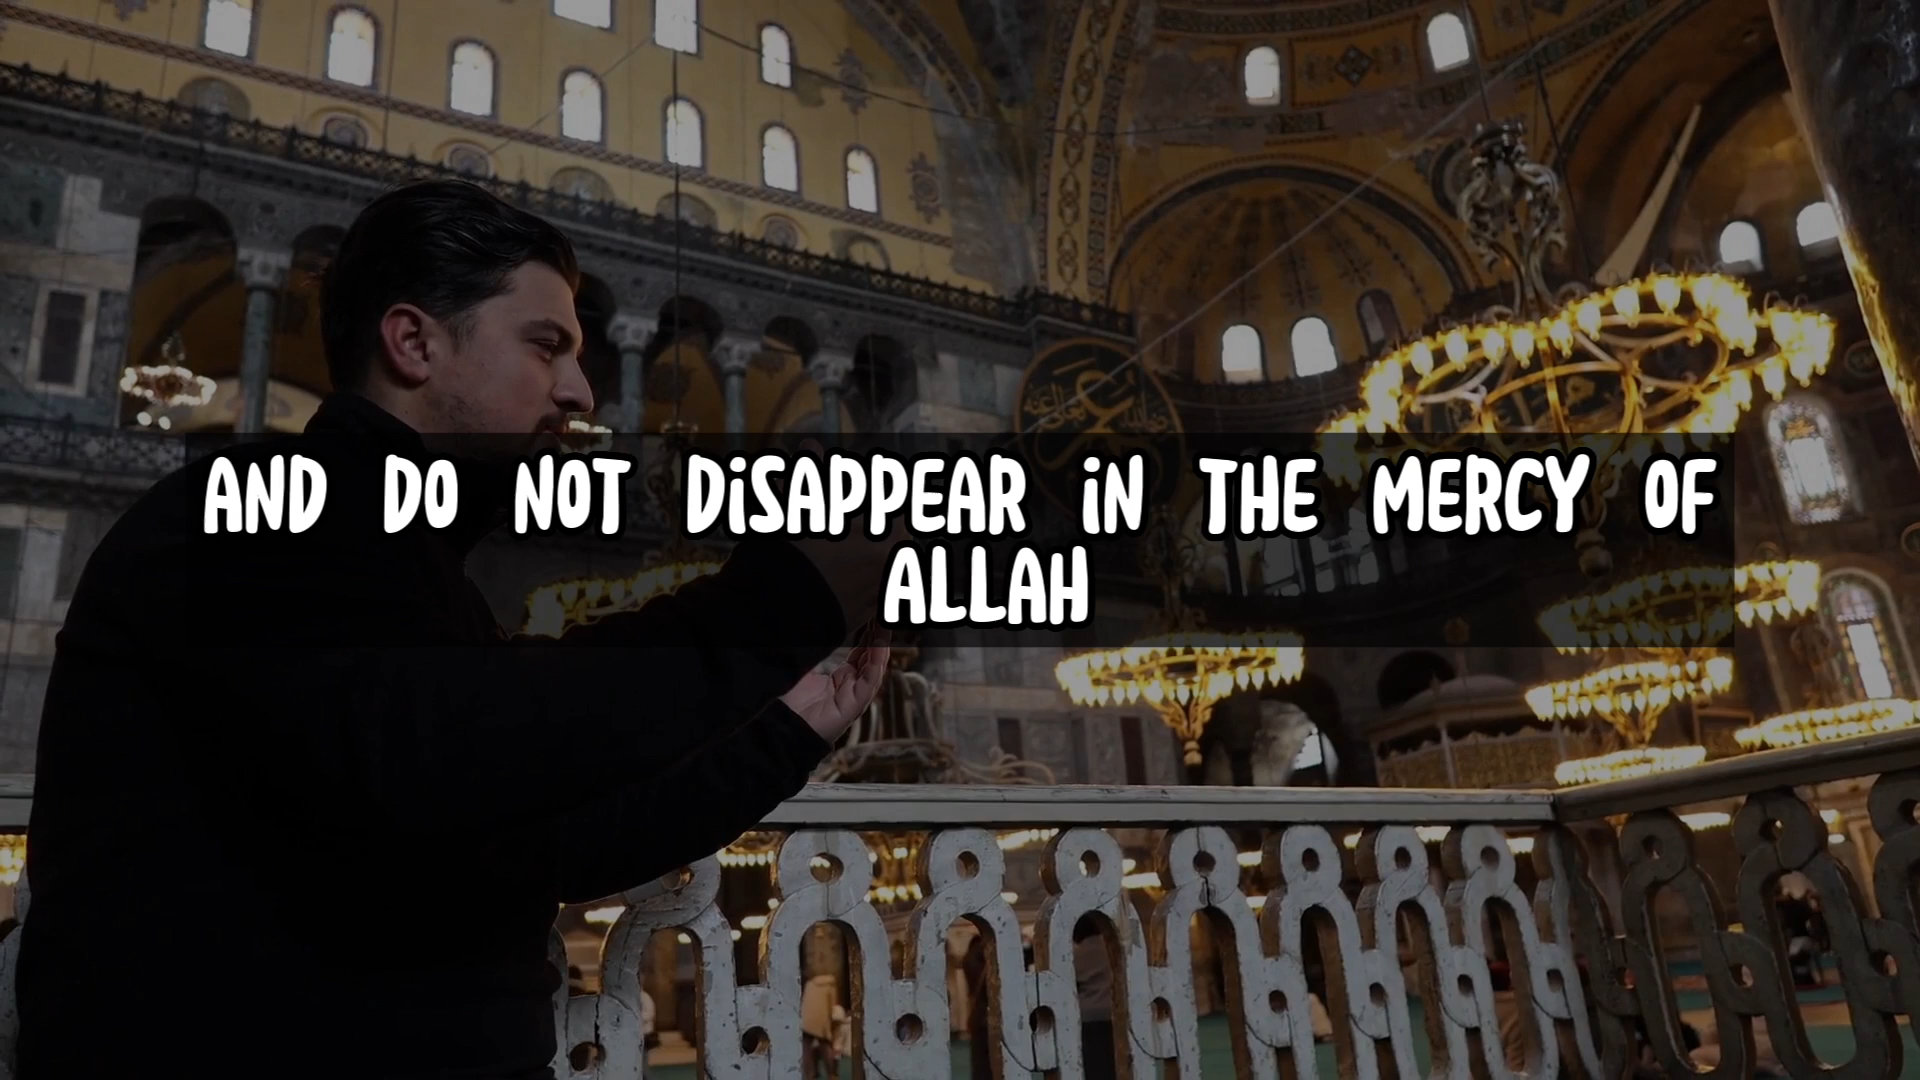 AND DO NOT DISAPPEAR IN THE MERCY OF
ALLAH